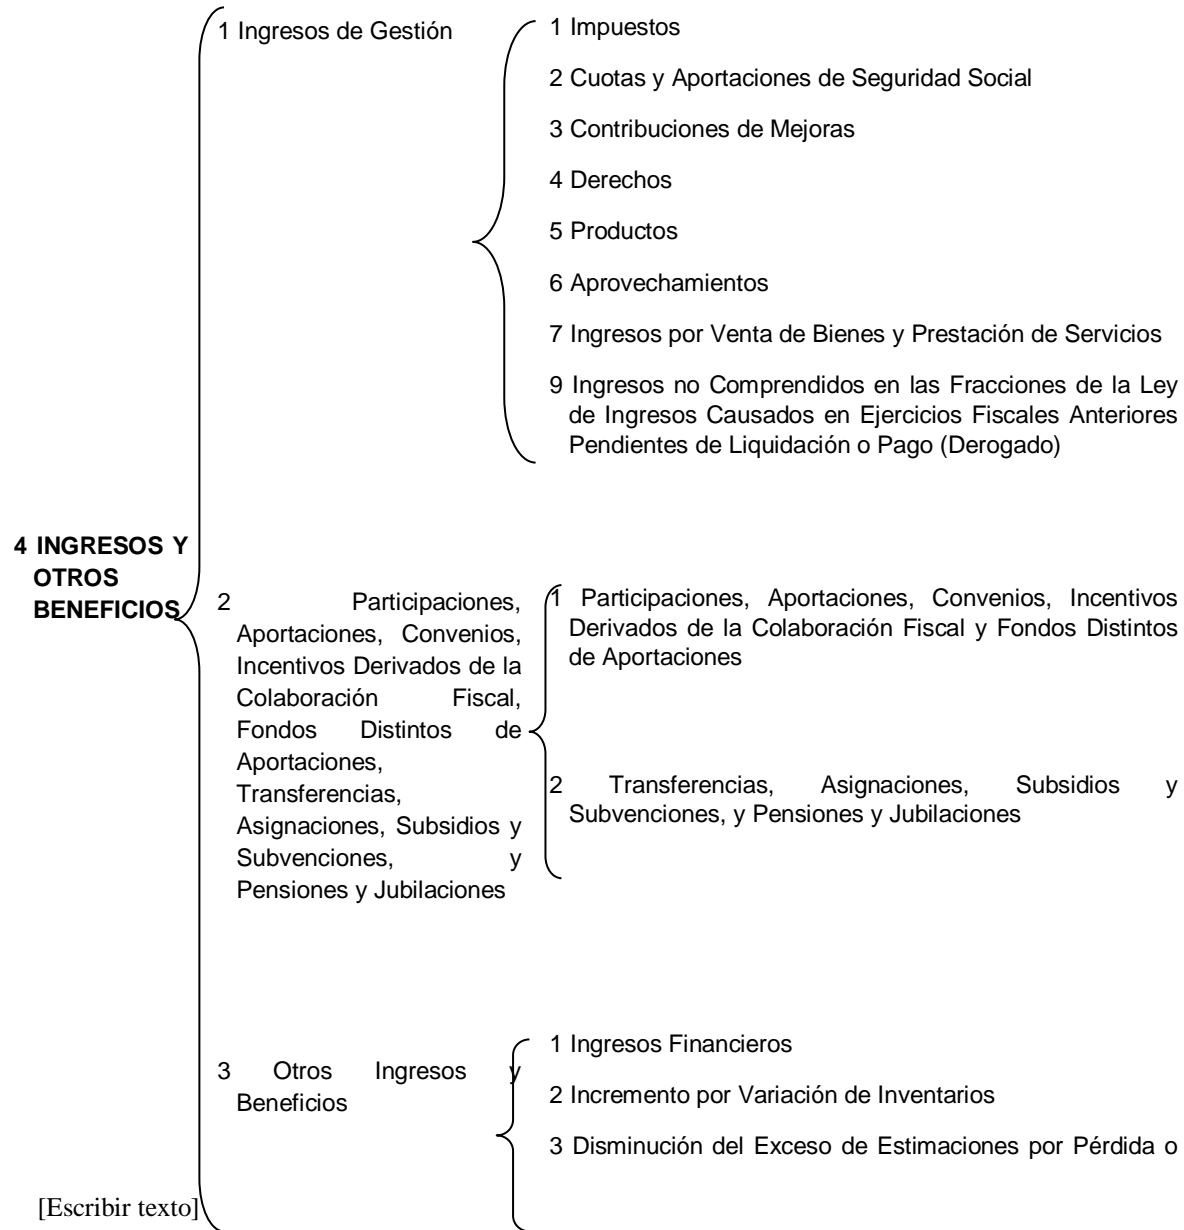 1 Ingresos de Gestión
1 Impuestos
2 Cuotas y Aportaciones de Seguridad Social
3 Contribuciones de Mejoras
4 Derechos
5 Productos
6 Aprovechamientos
7 Ingresos por Venta de Bienes y Prestación de Servicios
9 Ingresos no Comprendidos en las Fracciones de la Ley
de Ingresos Causados en Ejercicios Fiscales Anteriores
Pendientes de Liquidación o Pago (Derogado)
4 INGRESOS Y
OTROS
BENEFICIOS
2 Participaciones,
Aportaciones, Convenios,
Incentivos Derivados de la
Colaboración Fiscal,
Fondos Distintos de
Aportaciones,
Transferencias,
Asignaciones, Subsidios y
Subvenciones, y
Pensiones y Jubilaciones
1 Participaciones, Aportaciones, Convenios, Incentivos
Derivados de la Colaboración Fiscal y Fondos Distintos
de Aportaciones
2 Transferencias, Asignaciones, Subsidios y
Subvenciones, y Pensiones y Jubilaciones
3 Otros Ingresos y
Beneficios
1 Ingresos Financieros
2 Incremento por Variación de Inventarios
3 Disminución del Exceso de Estimaciones por Pérdida o
[Escribir texto]